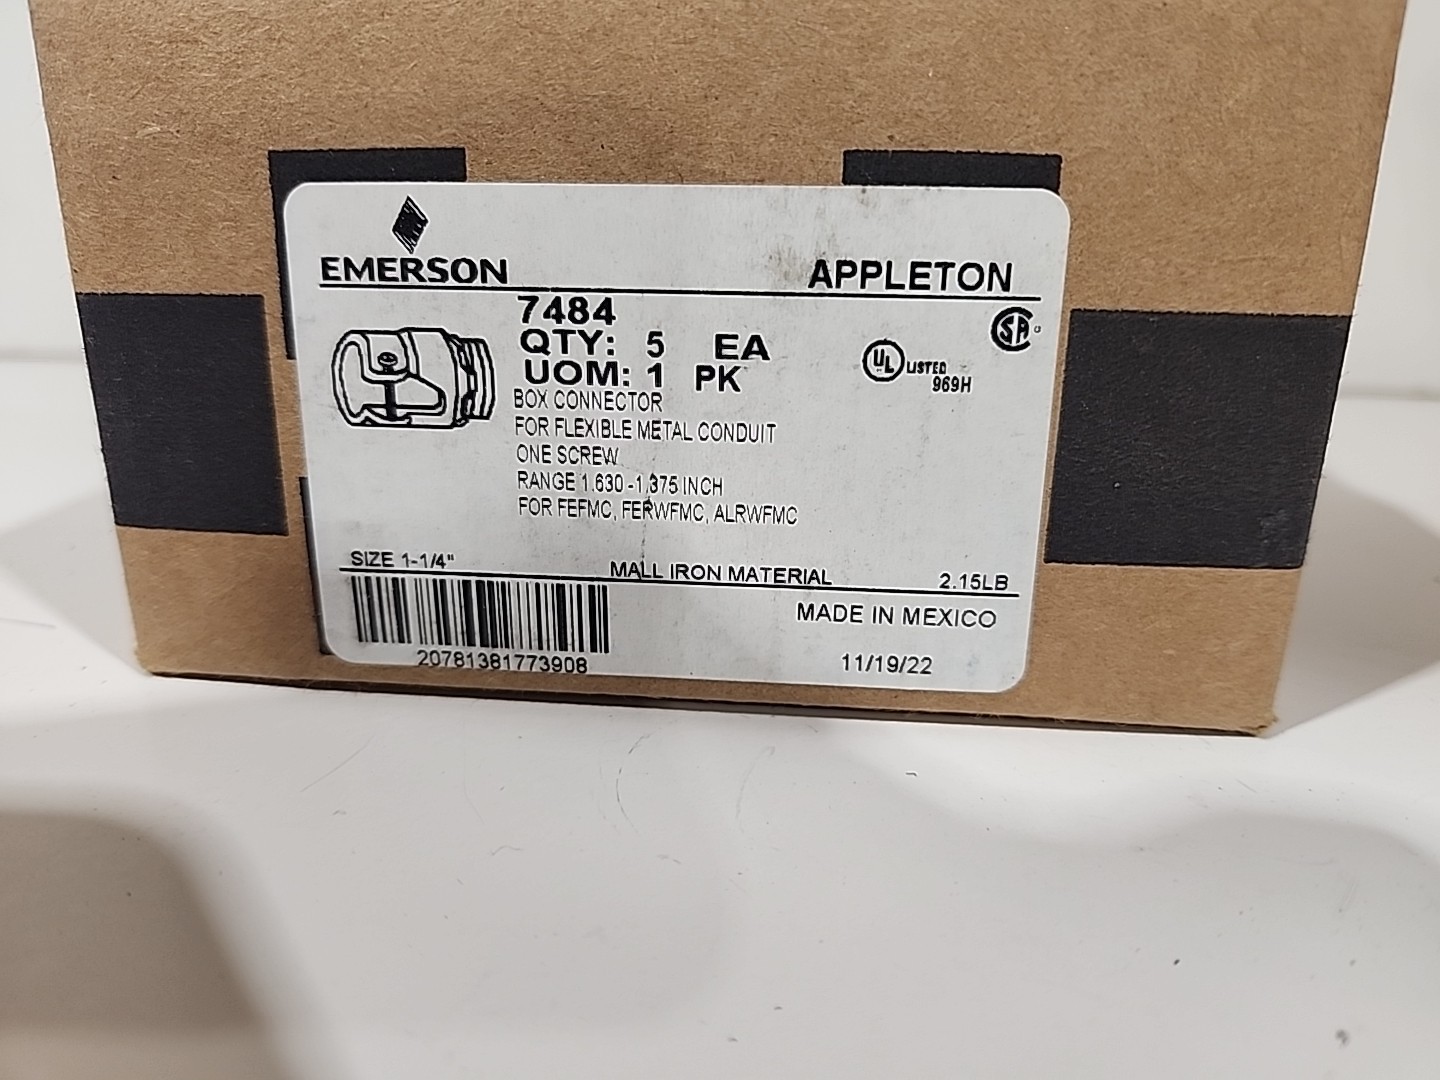 EMERSON
APPLETON
7484
QTY: 5 EA
UOM: 1 PK
SA
UL LISTED
969H
BOX CONNECTOR
FOR FLEXIBLE METAL CONDUIT
ONE SCREW
RANGE 1.630-1.375 INCH
FOR FEFMC, FERWFMC, ALRWFMC
SIZE 1-1/4" MALL IRON MATERIAL 2.15LB
MADE IN MEXICO
20781381773908
11/19/22